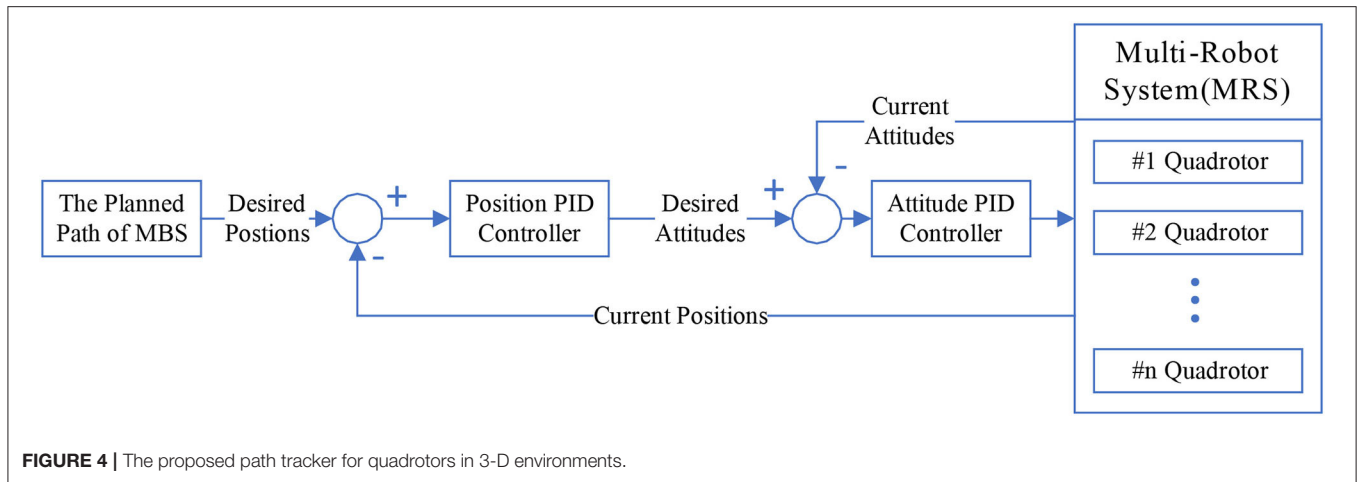 Multi-Robot
System(MRS)
Current
Attitudes
#1 Quadrotor
-
The Planned
Path of MBS
Desired
Postions
+
Position PID
Controller
Desired
Attitudes
+
Attitude PID
Controller
#2 Quadrotor
-
Current Positions
#n Quadrotor
FIGURE 4 | The proposed path tracker for quadrotors in 3-D environments.